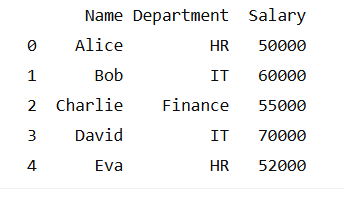 Name Department Salary
0 Alice HR 50000
1 Bob IT 60000
2 Charlie Finance 55000
3 David IT 70000
4 Eva HR 52000